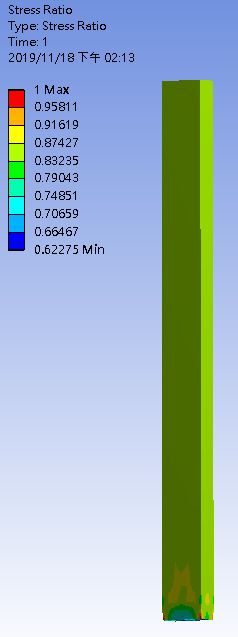 Stress Ratio
Type: Stress Ratio
Time: 1
2019/11/18 下午 02:13
1 Max
0.95811
0.91619
0.87427
0.83235
0.79043
0.74851
0.70659
0.66467
0.62275 Min